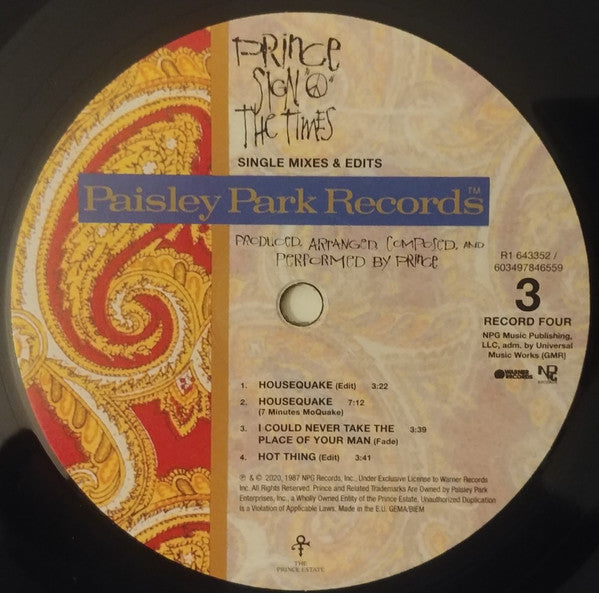 PRINCE
SIGN "☮"
THE TIMES
SINGLE MIXES & EDITS
Paisley Park Records™
PRODUCED, ARRANGED, COMPOSED, AND
PERFORMED BY PRINCE
R1 643352 /
603497846559
3
RECORD FOUR
NPG Music Publishing,
LLC, adm. by Universal
Music Works (GMR)
WARNER RECORDS
NPG RECORDS
1. HOUSEQUAKE (Edit) 3:22
2. HOUSEQUAKE 7:12
(7 Minutes MoQuake)
3. I COULD NEVER TAKE THE 3:39
PLACE OF YOUR MAN (Fade)
4. HOT THING (Edit) 3:41
℗ & © 2020, 1987 NPG Records, Inc., Under Exclusive License to Warner Records
Inc. All Rights Reserved. Prince and Related Trademarks Are Owned by Paisley Park
Enterprises, Inc., a Wholly Owned Entity of the Prince Estate. Unauthorized Duplication
is a Violation of Applicable Laws. Made in the E.U. GEMA/BIEM
THE
PRINCE ESTATE